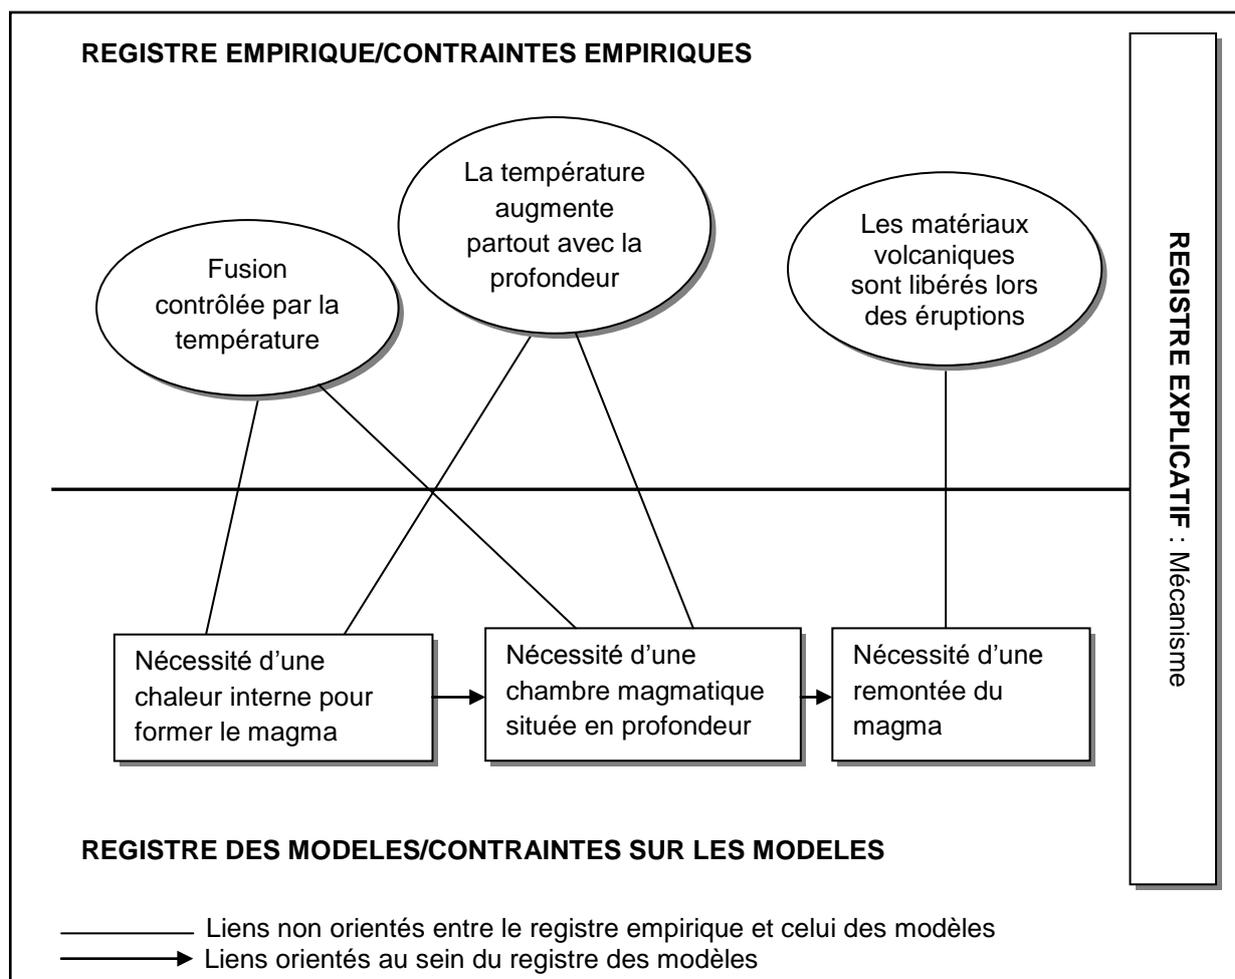 REGISTRE EMPIRIQUE/CONTRAINTES EMPIRIQUES
Fusion
contrôlée par la
température
La température
augmente
partout avec la
profondeur
Les matériaux
volcaniques
sont libérés lors
des éruptions
REGISTRE EXPLICATIF : Mécanisme
Nécessité d’une
chaleur interne pour
former le magma
Nécessité d’une
chambre magmatique
située en profondeur
Nécessité d’une
remontée du
magma
REGISTRE DES MODELES/CONTRAINTES SUR LES MODELES
Liens non orientés entre le registre empirique et celui des modèles
Liens orientés au sein du registre des modèles